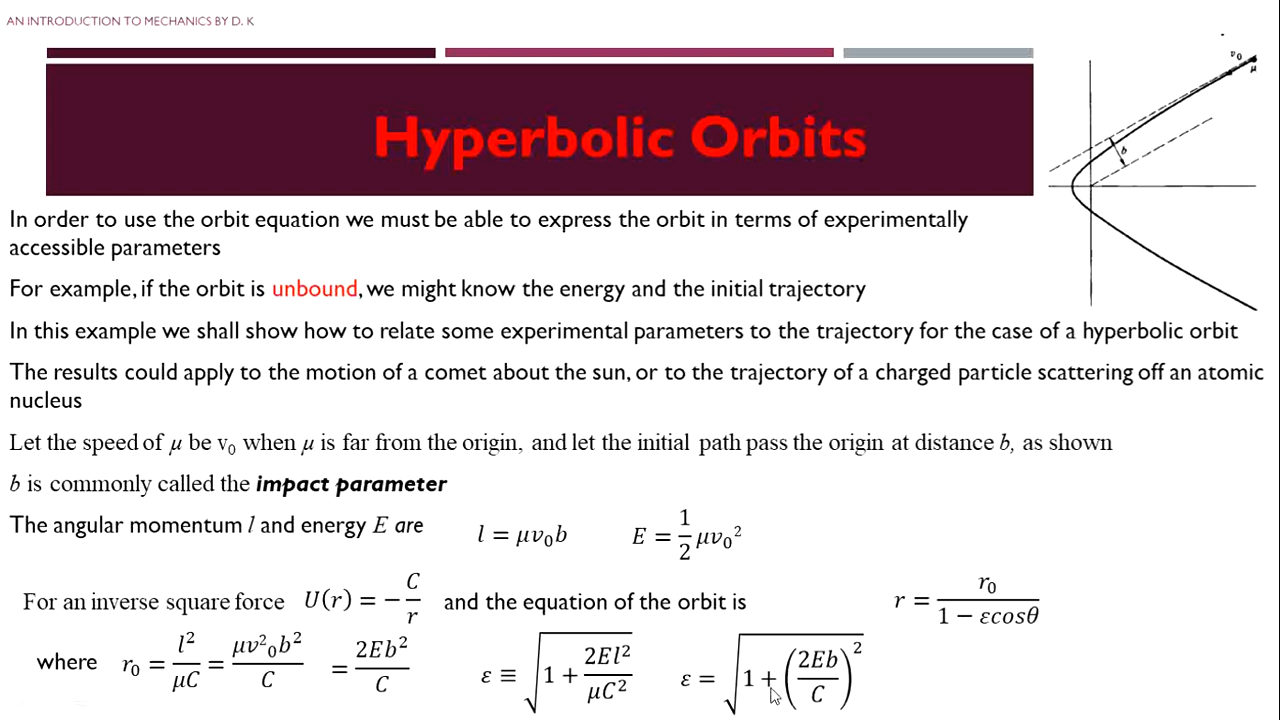 AN INTRODUCTION TO MECHANICS BY D. K
Hyperbolic Orbits
v₀
μ
b
In order to use the orbit equation we must be able to express the orbit in terms of experimentally
accessible parameters
For example, if the orbit is unbound, we might know the energy and the initial trajectory
In this example we shall show how to relate some experimental parameters to the trajectory for the case of a hyperbolic orbit
The results could apply to the motion of a comet about the sun, or to the trajectory of a charged particle scattering off an atomic
nucleus
Let the speed of μ be v₀ when μ is far from the origin, and let the initial path pass the origin at distance b, as shown
b is commonly called the impact parameter
The angular momentum l and energy E are l = μv₀b E = 1/2 μv₀²
For an inverse square force U(r) = −C/r and the equation of the orbit is r = r₀/(1 − εcosθ)
where r₀ = l²/μC = μv²₀b²/C = 2Eb²/C ε ≡ √(1 + 2El²/μC²) ε = √(1 + (2Eb/C)²)